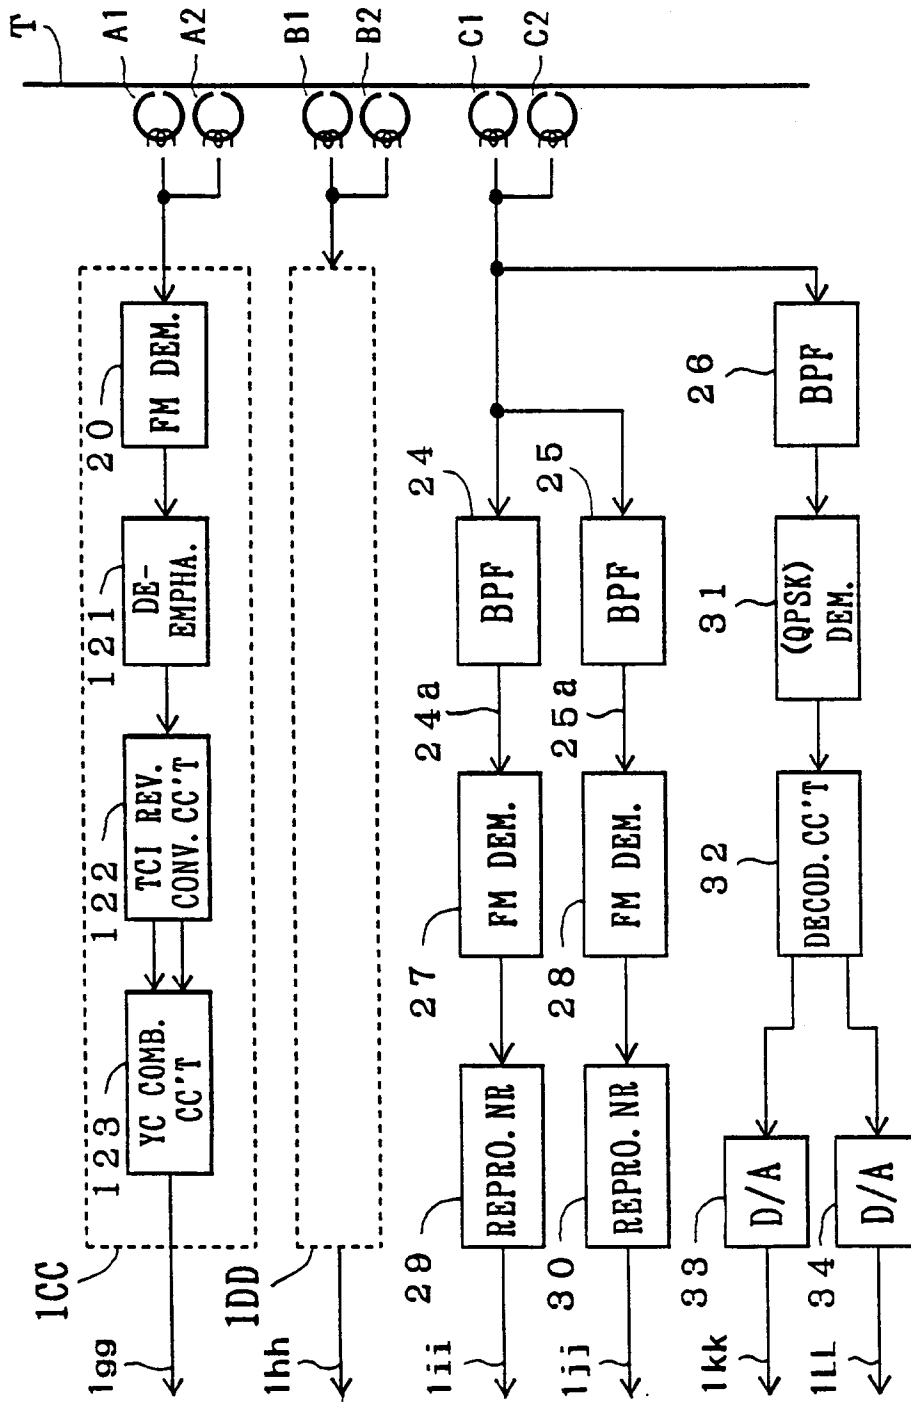 T
A1
A2
B1
B2
C1
C2
20
FM DEM.
121
DE-
EMPHA.
122
TCI REV.
CONV. CC'T
123
YC COMB.
CC'T
1CC
1gg
1DD
1hh
24
BPF
24a
27
FM DEM.
29
REPRO. NR
1ii
25
BPF
25a
28
FM DEM.
30
REPRO. NR
1jj
26
BPF
31
(QPSK)
DEM.
32
DECOD. CC'T
33
D/A
1kk
34
D/A
1LL